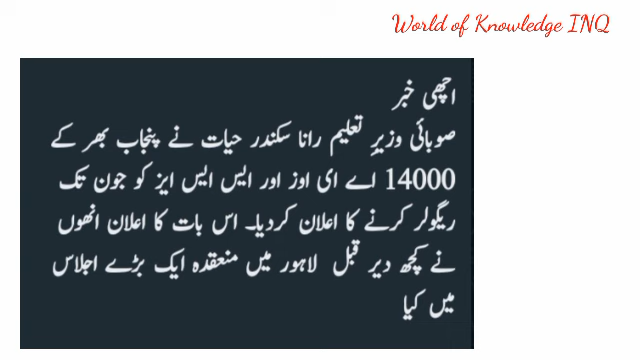 World of Knowledge INQ
اچھی خبر
صوبائی وزیرِ تعلیم رانا سکندر حیات نے پنجاب بھر کے
14000 اے ای اوز اور ایس ایس ایز کو جون تک
ریگولر کرنے کا اعلان کردیا۔ اس بات کا اعلان انھوں
نے کچھ دیر قبل لاہور میں منعقدہ ایک بڑے اجلاس
میں کیا